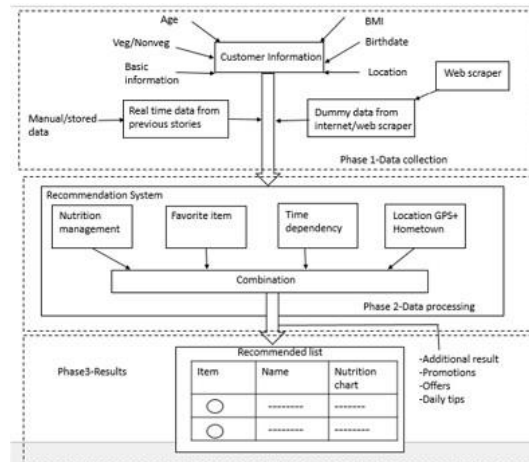 Age
BMI
Veg/Nonveg
Customer Information
Birthdate
Basic
information
Location
Web scraper
Manual/stored
data
Real time data from
previous stories
Dummy data from
internet/web scraper
Phase 1-Data collection
Recommendation System
Nutrition
management
Favorite item
Time
dependency
Location GPS+
Hometown
Combination
Phase 2-Data processing
Phase3-Results
Recommended list
Item
Name
Nutrition
chart
--------
-------
--------
--------
-Additional result
-Promotions
-Offers
-Daily tips